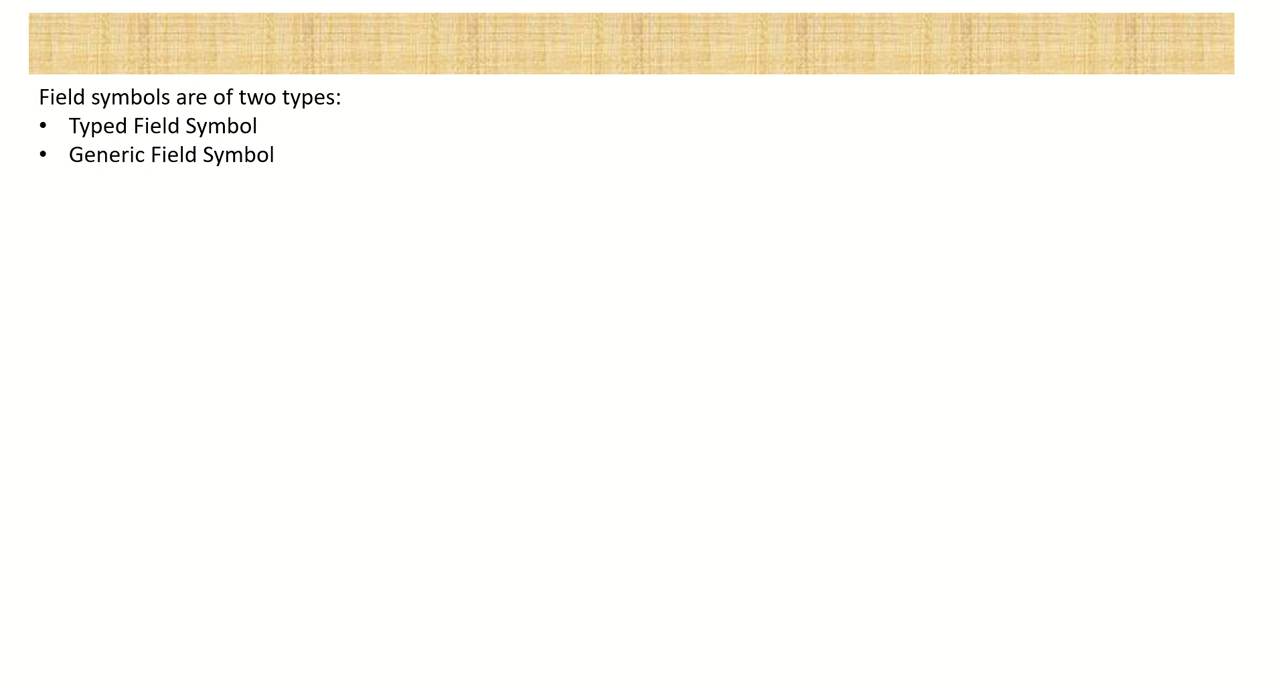 Field symbols are of two types:
• Typed Field Symbol
• Generic Field Symbol